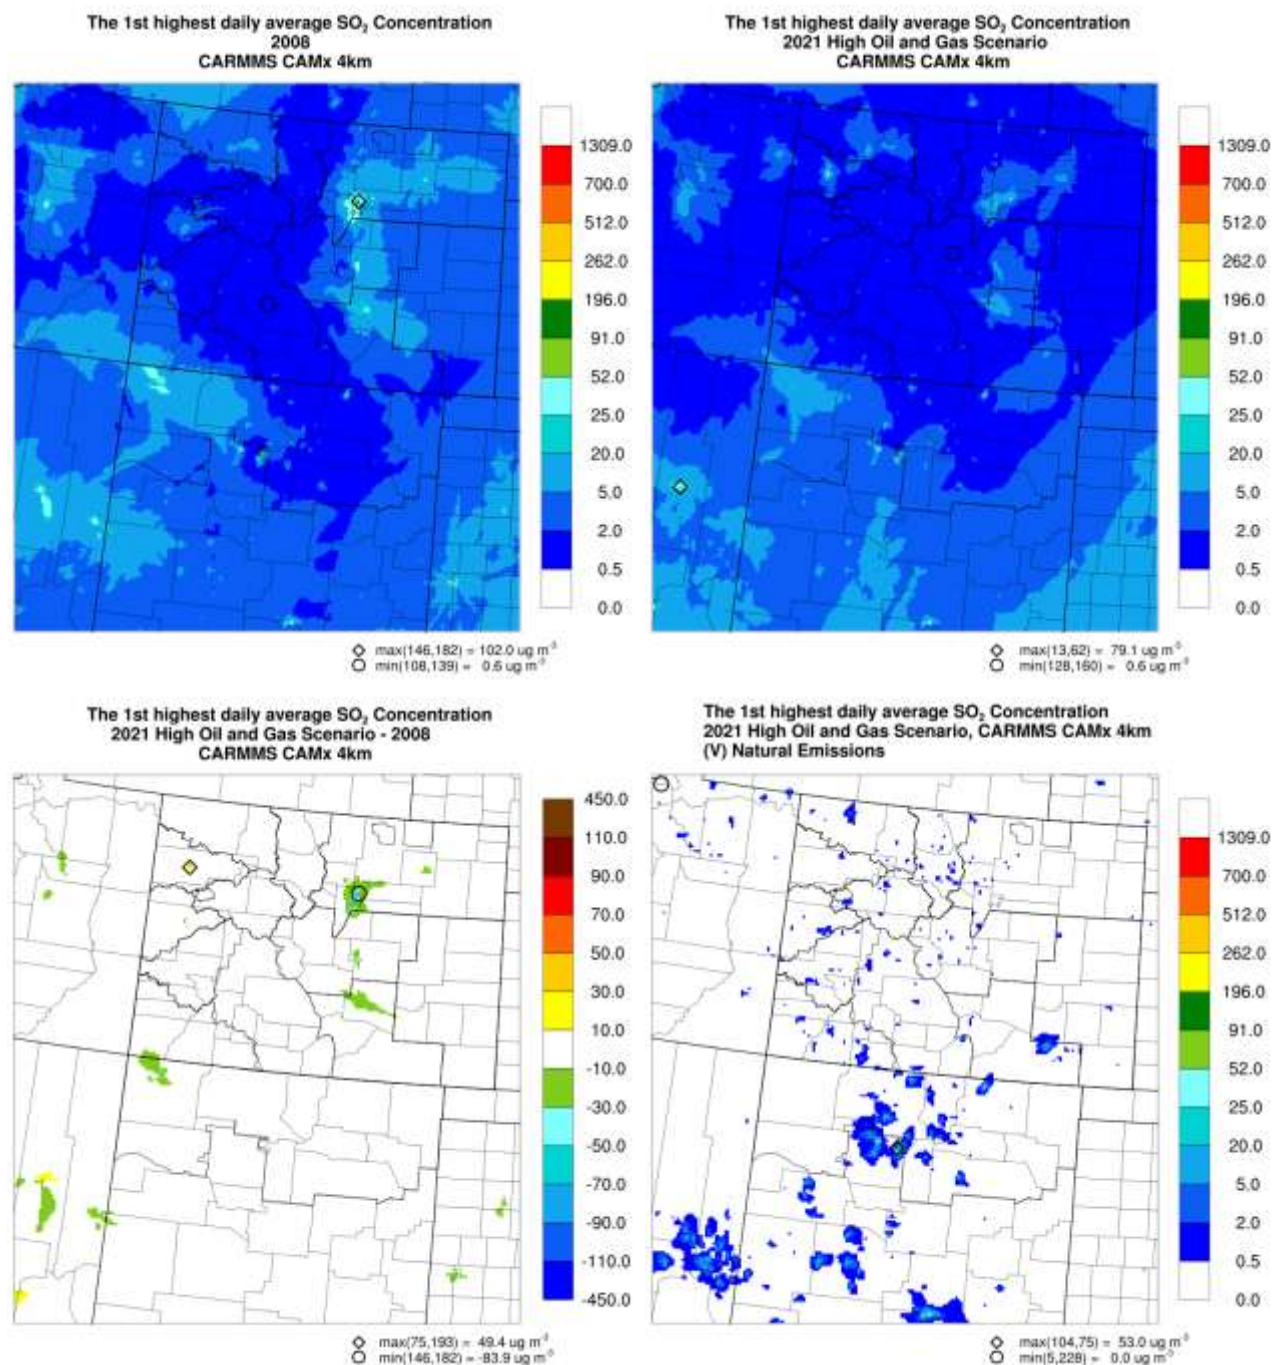 The 1st highest daily average SO₂ Concentration
2008
CARMMS CAMx 4km
1309.0
700.0
512.0
262.0
196.0
91.0
52.0
25.0
20.0
5.0
2.0
0.5
0.0
max(146,182) = 102.0 ug m⁻³
min(108,139) = 0.6 ug m⁻³
The 1st highest daily average SO₂ Concentration
2021 High Oil and Gas Scenario
CARMMS CAMx 4km
1309.0
700.0
512.0
262.0
196.0
91.0
52.0
25.0
20.0
5.0
2.0
0.5
0.0
max(13,62) = 79.1 ug m⁻³
min(128,160) = 0.6 ug m⁻³
The 1st highest daily average SO₂ Concentration
2021 High Oil and Gas Scenario - 2008
CARMMS CAMx 4km
450.0
110.0
90.0
70.0
50.0
30.0
10.0
-10.0
-30.0
-50.0
-70.0
-90.0
-110.0
-450.0
max(75,193) = 49.4 ug m⁻³
min(146,182) = -83.9 ug m⁻³
The 1st highest daily average SO₂ Concentration
2021 High Oil and Gas Scenario, CARMMS CAMx 4km
(V) Natural Emissions
1309.0
700.0
512.0
262.0
196.0
91.0
52.0
25.0
20.0
5.0
2.0
0.5
0.0
max(104,75) = 53.0 ug m⁻³
min(5,228) = 0.0 ug m⁻³